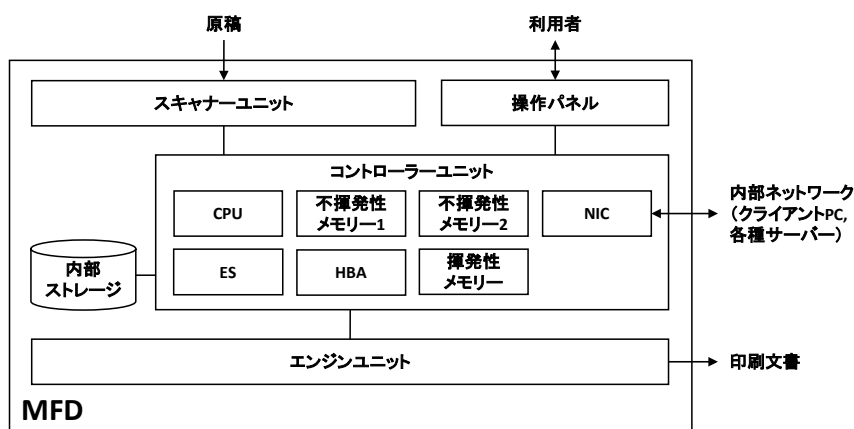 原稿
利用者
スキャナーユニット
操作パネル
コントローラーユニット
CPU
不揮発性
メモリー1
不揮発性
メモリー2
NIC
内部ネットワーク
（クライアントPC,
各種サーバー）
内部
ストレージ
ES
HBA
揮発性
メモリー
エンジンユニット
印刷文書
MFD